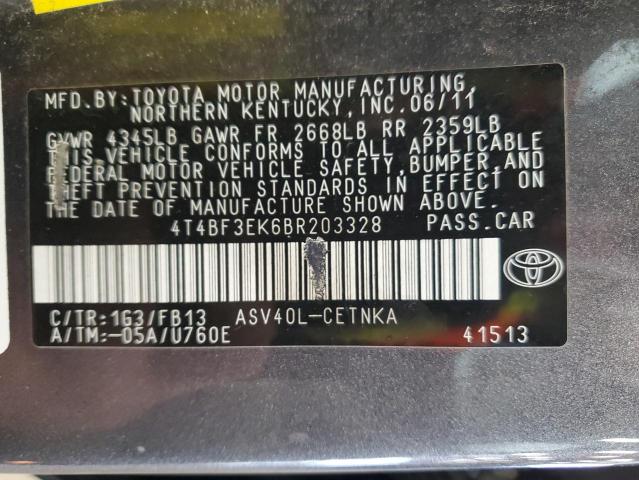 MFD.BY:TOYOTA MOTOR MANUFACTURING,
NORTHERN KENTUCKY,INC.06/11
GVWR 4345LB GAWR FR 2668LB RR 2359LB
THIS VEHICLE CONFORMS TO ALL APPLICABLE
FEDERAL MOTOR VEHICLE SAFETY,BUMPER,AND
THEFT PREVENTION STANDARDS IN EFFECT ON
THE DATE OF MANUFACTURE SHOWN ABOVE.
4T4BF3EK6BR203328 PASS.CAR
C/TR:1G3/FB13 ASV40L-CETNKA
A/TM:-05A/U760E 41513